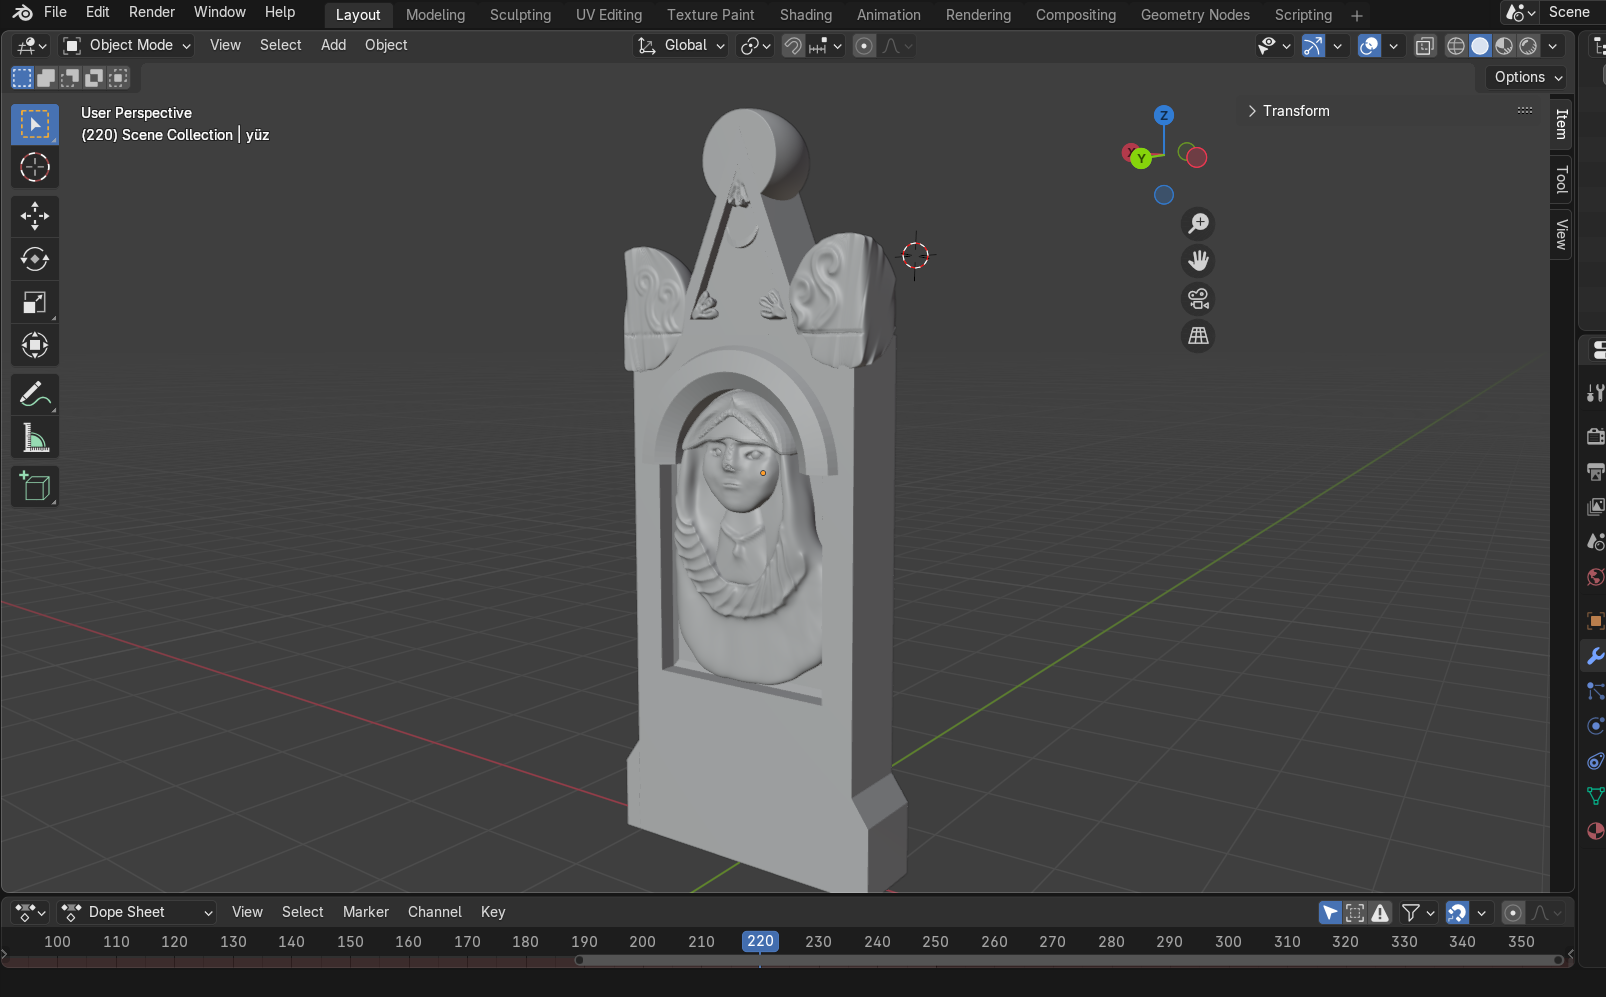 File Edit Render Window Help Layout Modeling Sculpting UV Editing Texture Paint Shading Animation Rendering Compositing Geometry Nodes Scripting + Scene
Object Mode View Select Add Object Global
Options
User Perspective
(220) Scene Collection | yüz
Z
X
Y
Transform
Item
Tool
View
Dope Sheet View Select Marker Channel Key
100 110 120 130 140 150 160 170 180 190 200 210 220 230 240 250 260 270 280 290 300 310 320 330 340 350